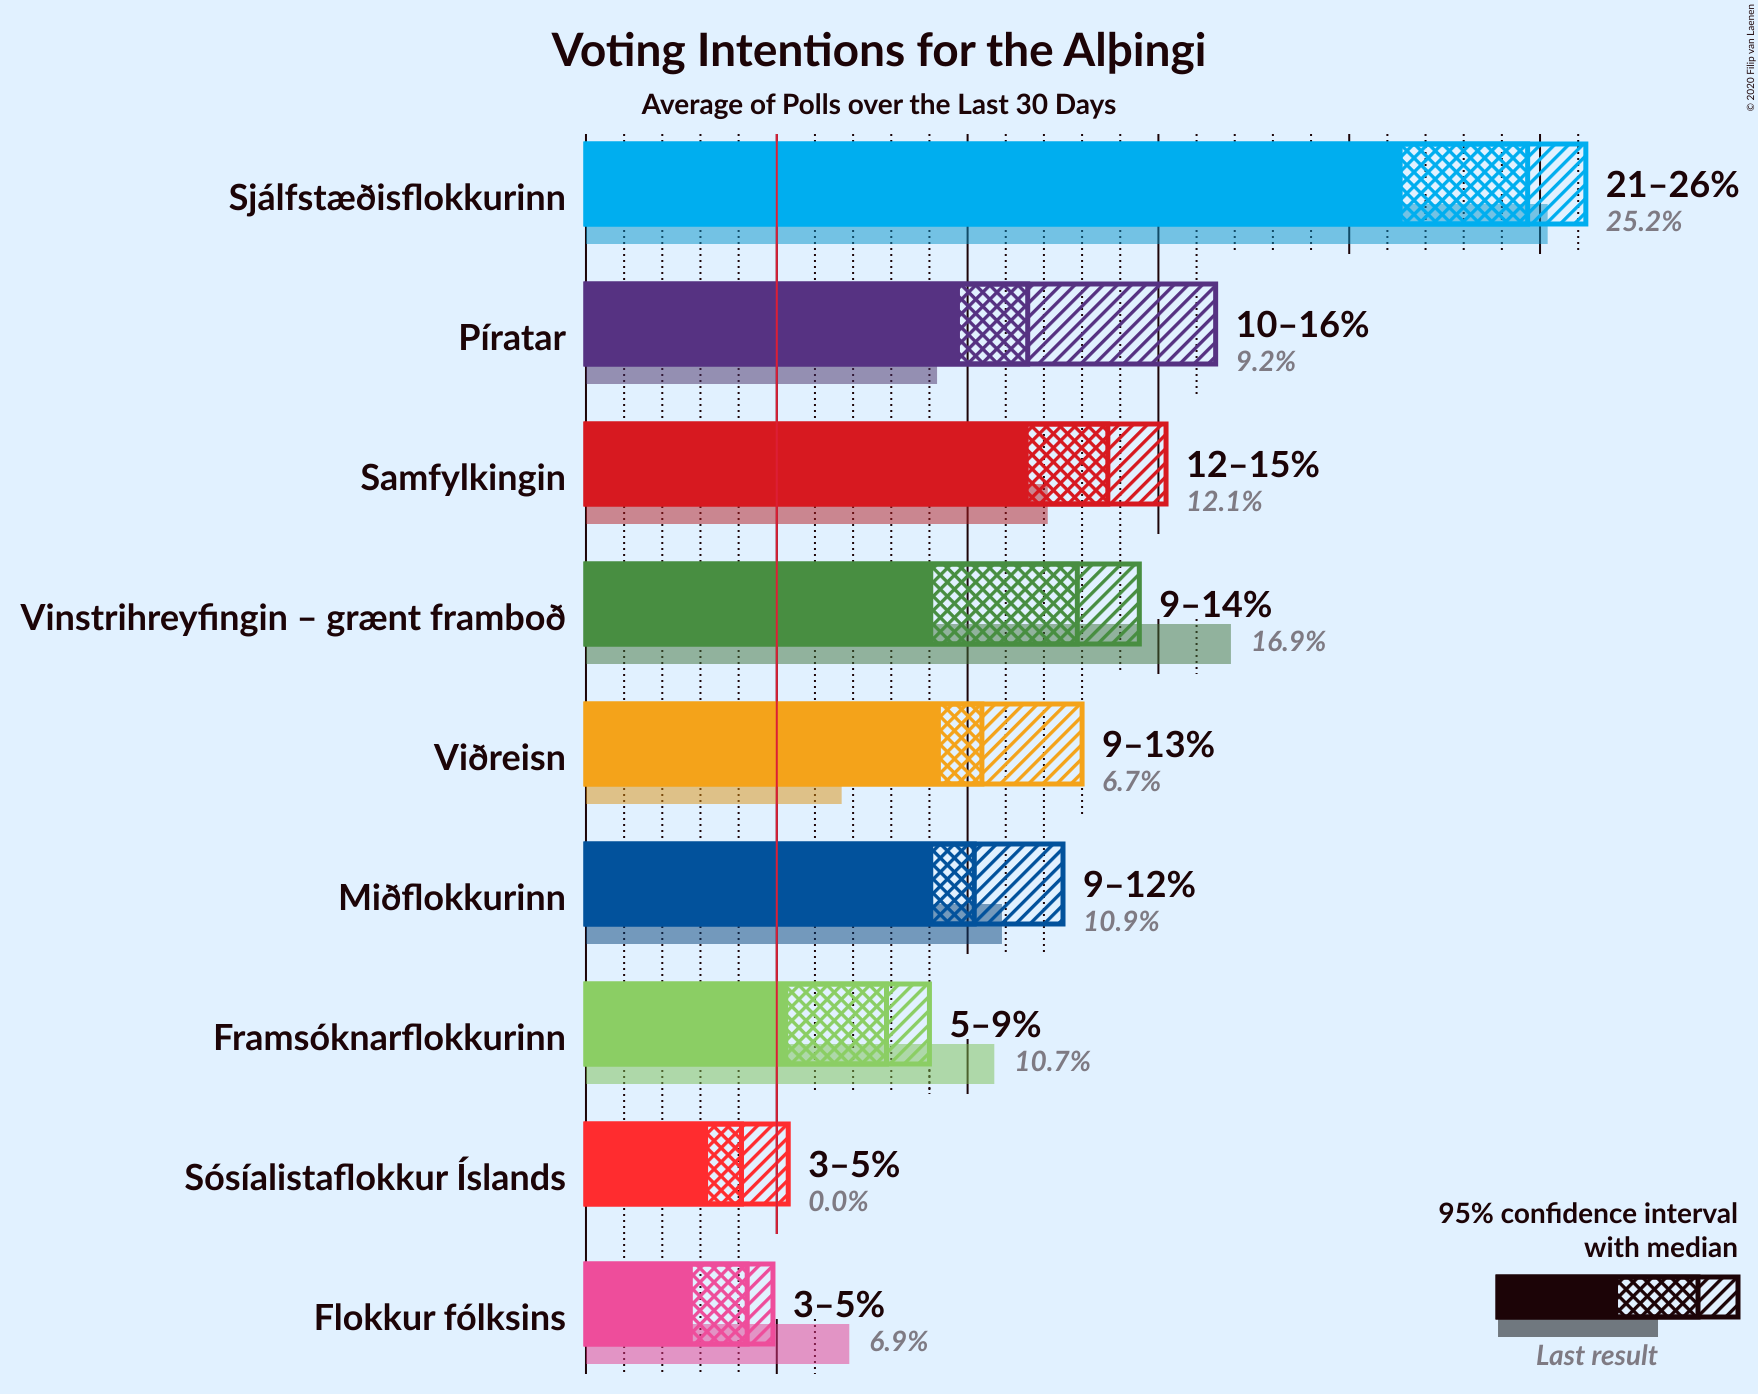 Voting Intentions for the Alþingi
Average of Polls over the Last 30 Days
© 2020 Filip van Laenen
Sjálfstæðisflokkurinn
21–26%
25.2%
Píratar
10–16%
9.2%
Samfylkingin
12–15%
12.1%
Vinstrihreyfingin – grænt framboð
9–14%
16.9%
Viðreisn
9–13%
6.7%
Miðflokkurinn
9–12%
10.9%
Framsóknarflokkurinn
5–9%
10.7%
Sósíalistaflokkur Íslands
3–5%
0.0%
Flokkur fólksins
3–5%
6.9%
95% confidence interval
with median
Last result